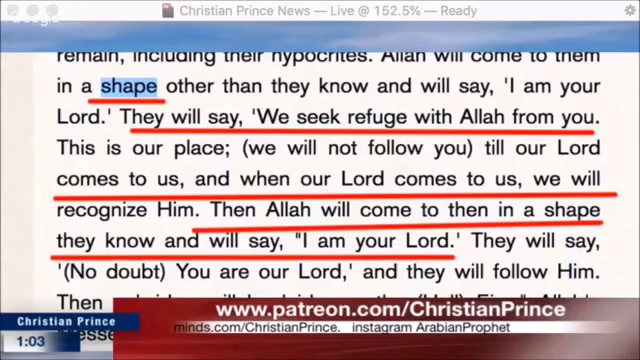 Christian Prince News — Live @ 152.5% — Ready
remain, including their hypocrites. Allah will come to them
in a shape other than they know and will say, 'I am your
Lord.' They will say, 'We seek refuge with Allah from you.
This is our place; (we will not follow you) till our Lord
comes to us, and when our Lord comes to us, we will
recognize Him. Then Allah will come to then in a shape
they know and will say, "I am your Lord.' They will say,
'(No doubt) You are our Lord,' and they will follow Him.
Then
www.patreon.com/ChristianPrince
Christian Prince
minds.com/ChristianPrince. instagram ArabianProphet
1:03